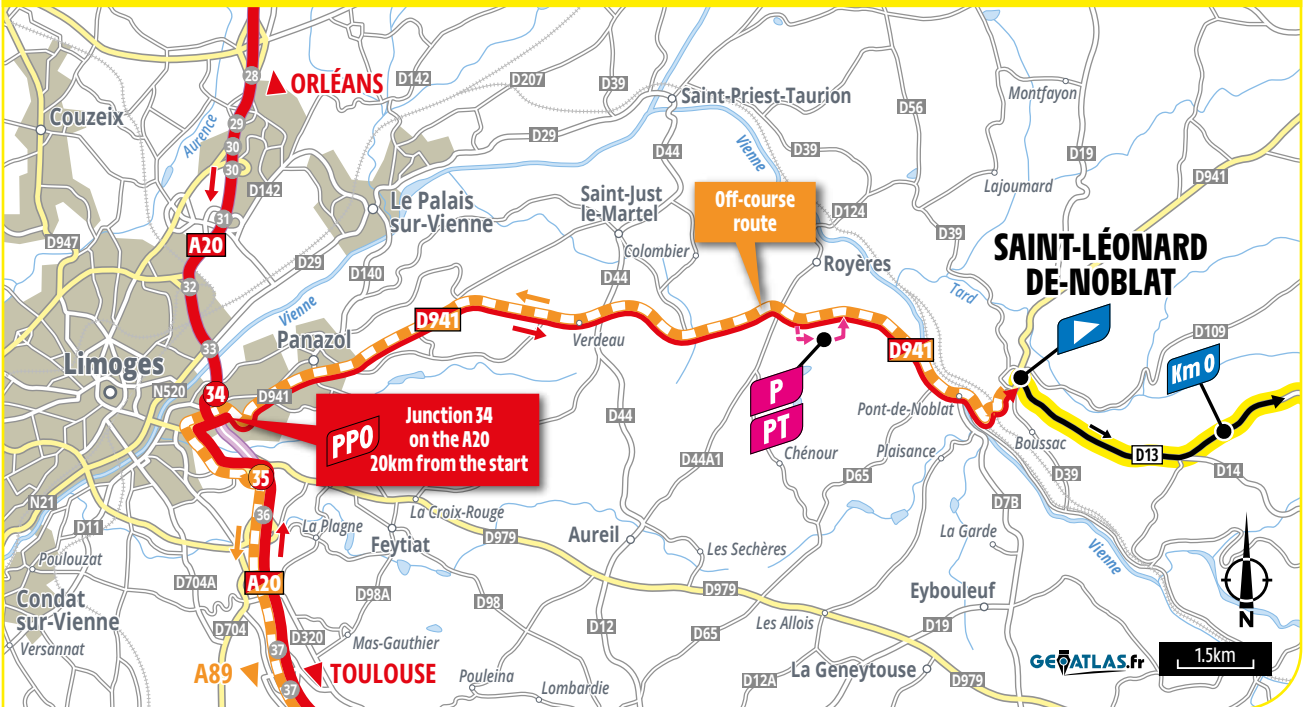 28
ORLÉANS
D142
D207
D39
Saint-Priest-Taurion
Montfayon
Couzeix
Aurence
29
30
30
D29
D56
D44
Vienne
D39
D19
D941
D142
Le Palais
sur-Vienne
Saint-Just
le-Martel
Off-course
route
D124
Lajoumard
31
A20
D947
D29
D140
Colombier
D44
Royères
D39
SAINT-LÉONARD
DE-NOBLAT
32
Vienne
Tard
D941
Panazol
Verdeau
D941
D109
33
Limoges
N520
34
D941
Km 0
P
PT
Pont-de-Noblat
PPO
Junction 34
on the A20
20km from the start
D44
Boussac
D13
D14
D44A1
Chénour
Plaisance
D65
D39
35
N21
D11
36
La Plagne
La Croix-Rouge
D7B
Feytiat
D979
Aureil
Les Sechères
La Garde
Vienne
Poulouzat
D704A
A20
D98A
D98
D979
Eybouleuf
N
Condat
sur-Vienne
D704
D320
D12
D65
Les Allois
D19
Versannat
Mas-Gauthier
37
A89
TOULOUSE
37
Pouleina
Lombardie
D12A
La Geneytouse
D979
GEOATLAS.fr
1.5km